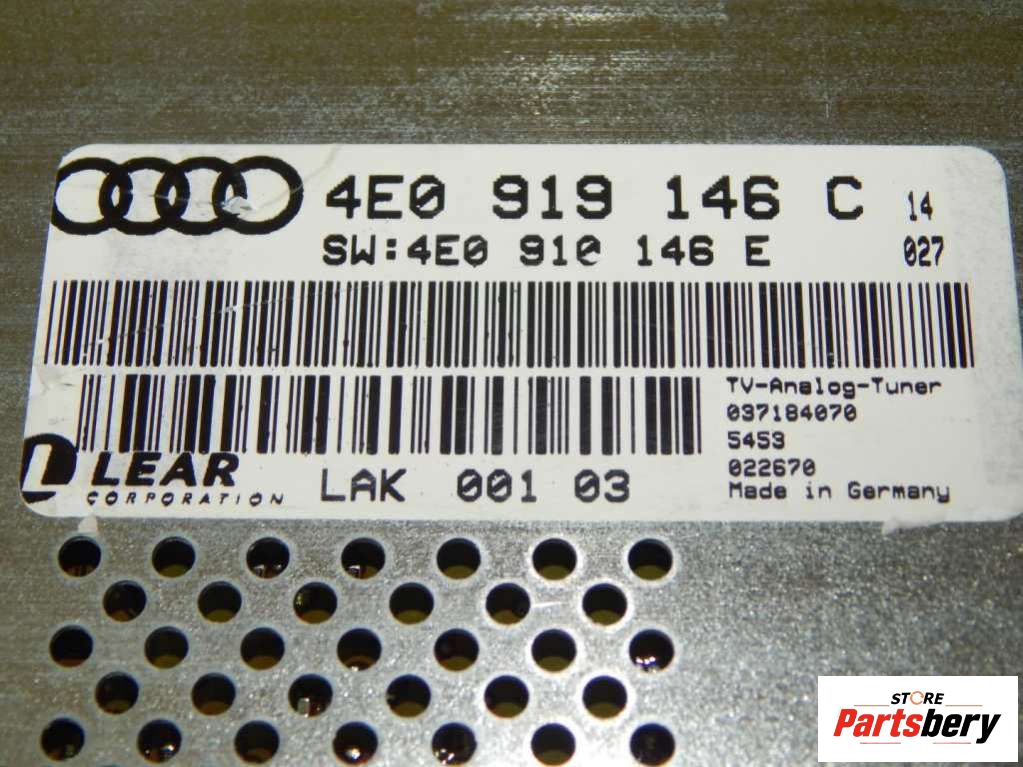 4E0 919 146 C 14
SW:4E0 910 146 E 027
TV-Analog-Tuner
037184070
5453
022670
Made in Germany
LEAR
CORPORATION
LAK 001 03
STORE
Partsbery